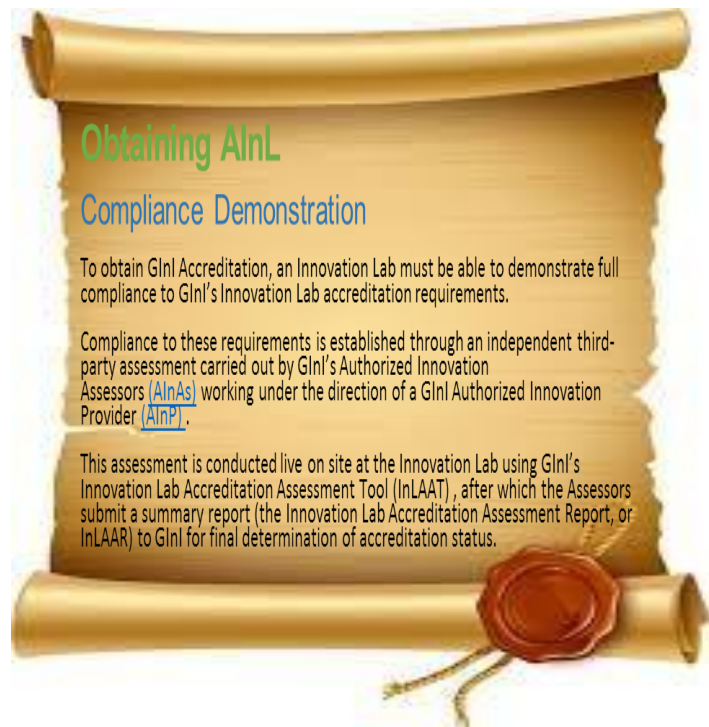 Obtaining AInL
Compliance Demonstration
To obtain GInI Accreditation, an Innovation Lab must be able to demonstrate full
compliance to GInI's Innovation Lab accreditation requirements.
Compliance to these requirements is established through an independent third-
party assessment carried out by GInI's Authorized Innovation
Assessors (AInAs) working under the direction of a GInI Authorized Innovation
Provider (AInP) .
This assessment is conducted live on site at the Innovation Lab using GInI's
Innovation Lab Accreditation Assessment Tool (InLAAT) , after which the Assessors
submit a summary report (the Innovation Lab Accreditation Assessment Report, or
InLAAR) to GInI for final determination of accreditation status.